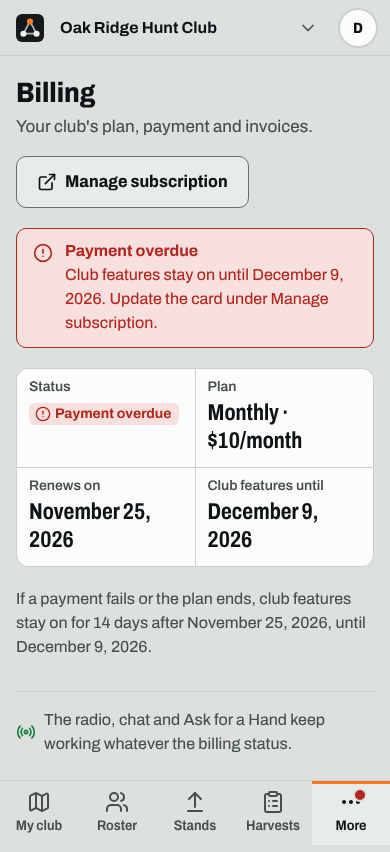 Oak Ridge Hunt Club
D
Billing
Your club's plan, payment and invoices.
Manage subscription
Payment overdue
Club features stay on until December 9,
2026. Update the card under Manage
subscription.
Status
Payment overdue
Plan
Monthly ·
$10/month
Renews on
November 25,
2026
Club features until
December 9,
2026
If a payment fails or the plan ends, club features
stay on for 14 days after November 25, 2026, until
December 9, 2026.
The radio, chat and Ask for a Hand keep
working whatever the billing status.
My club
Roster
Stands
Harvests
More